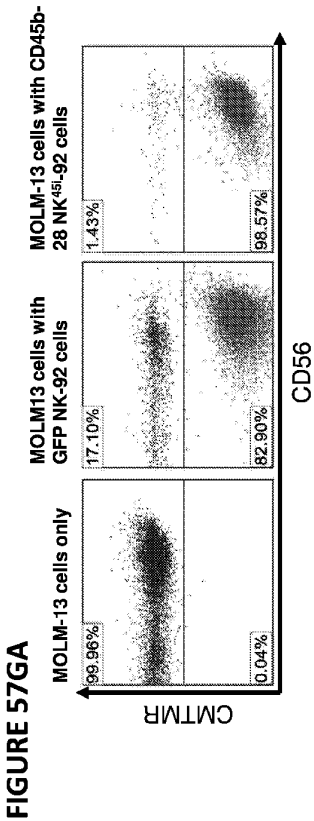 FIGURE 57GA
MOLM-13 cells only
MOLM13 cells with
GFP NK-92 cells
MOLM-13 cells with CD45b-
28 NK45i-92 cells
99.96%
17.10%
1.43%
0.04%
82.90%
98.57%
CMTMR
CD56